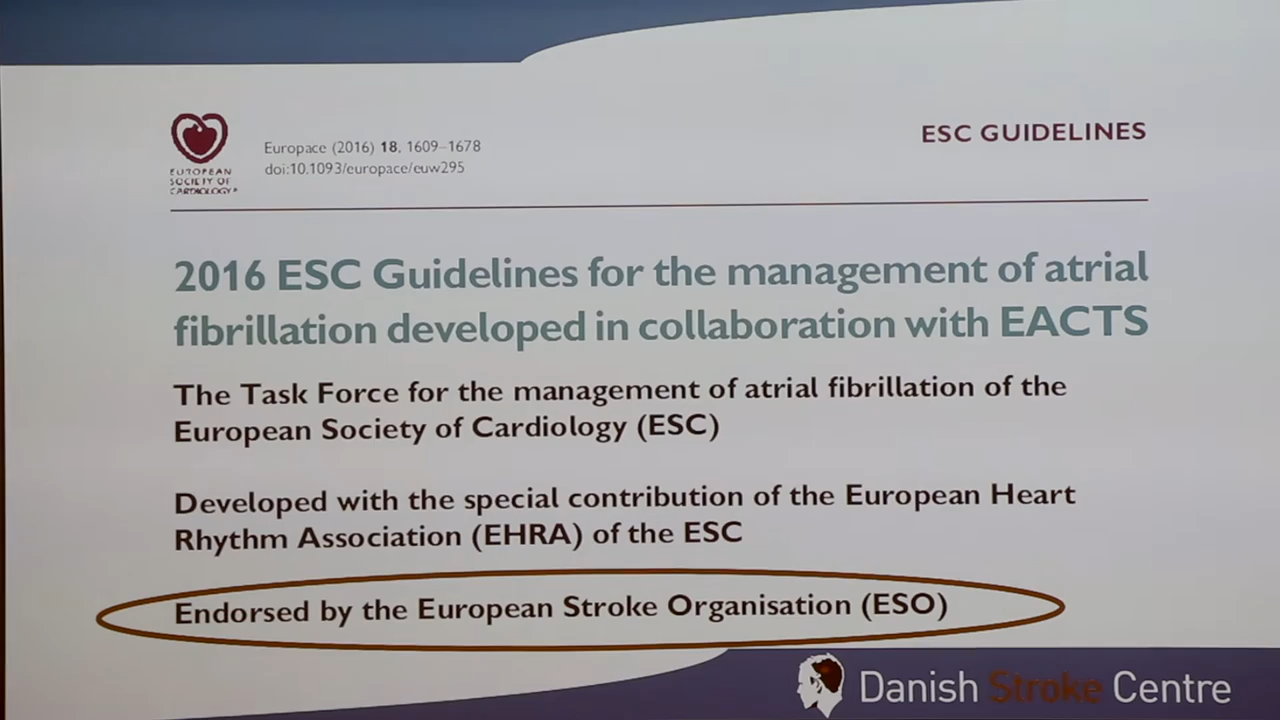 EUROPEAN
SOCIETY OF
CARDIOLOGY®
Europace (2016) 18, 1609–1678
doi:10.1093/europace/euw295
ESC GUIDELINES
2016 ESC Guidelines for the management of atrial
fibrillation developed in collaboration with EACTS
The Task Force for the management of atrial fibrillation of the
European Society of Cardiology (ESC)
Developed with the special contribution of the European Heart
Rhythm Association (EHRA) of the ESC
Endorsed by the European Stroke Organisation (ESO)
Danish Stroke Centre